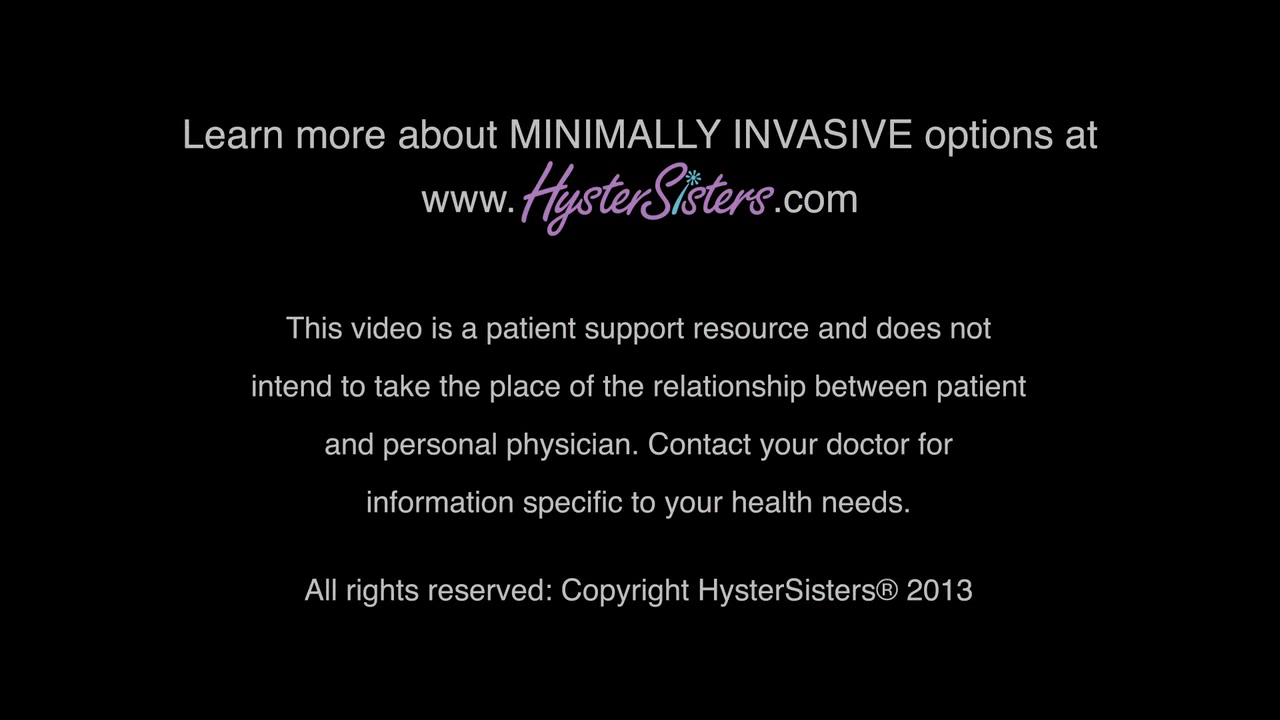 Learn more about MINIMALLY INVASIVE options at
www.HysterSisters.com
This video is a patient support resource and does not
intend to take the place of the relationship between patient
and personal physician. Contact your doctor for
information specific to your health needs.
All rights reserved: Copyright HysterSisters® 2013